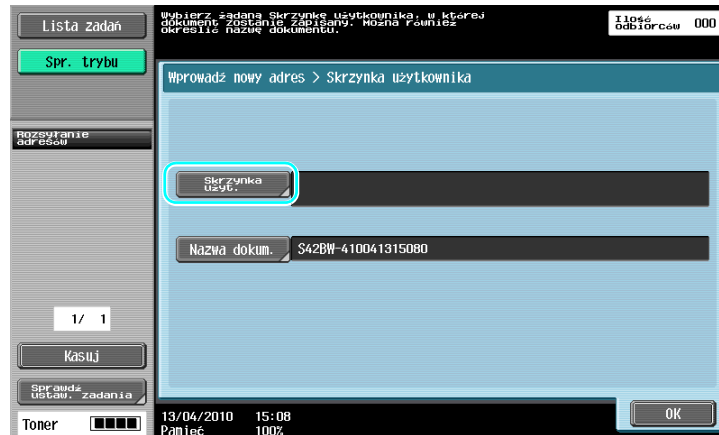 Lista zadań
Wybierz żądaną Skrzynkę użytkownika, w której
dokument zostanie zapisany. Można również
określić nazwę dokumentu.
Ilość
odbiorców 000
Spr. trybu
Wprowadź nowy adres > Skrzynka użytkownika
Rozsyłanie
adresów
Skrzynka
użyt.
Nazwa dokum. S42BW-410041315080
1/ 1
Kasuj
Sprawdź
ustaw. zadania
Toner
13/04/2010 15:08
Pamięć 100%
OK